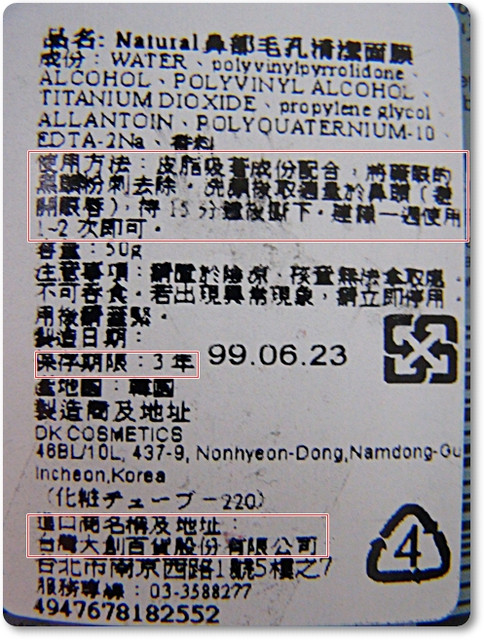 品名: Natural鼻部毛孔清潔面膜
成份：WATER、polyvinylpyrrolidone、
ALCOHOL、POLYVINYL ALCOHOL、
TITANIUM DIOXIDE、propylene glycol、
ALLANTOIN、POLYQUATERNIUM-10、
EDTA-2Na、香料
使用方法：皮脂吸著成份配合，將礙眼的
黑頭粉刺去除。洗臉後取適量於鼻頭（避
開眼唇），待15分鐘後撕下。建議一週使用
1~2 次即可。
容量：50g
注意事項：請置於陰涼，孩童無法拿取處。
不可吞食。若出現異常現象，請立即停用。
用後請蓋緊。
製造日期：
保存期限：3 年
99.06.23
產地國：韓國
製造商及地址
DK COSMETICS
46BL/10L, 437-9, Nonhyeon-Dong,Namdong-Gu
Incheon,Korea
（化粧チューブ－220）
進口商名稱及地址：
台灣大創百貨股份有限公司
台北市南京西路1號5樓之7
服務專線：03-3588277
4947678182552
4